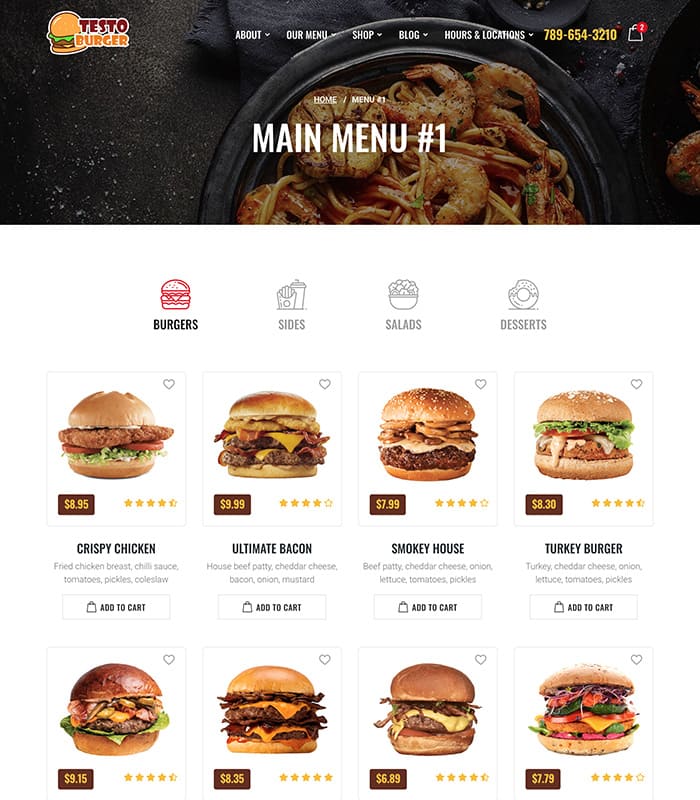 TESTO
BURGER
ABOUT OUR MENU SHOP BLOG HOURS & LOCATIONS 789-654-3210 2
HOME / MENU #1
MAIN MENU #1
BURGERS SIDES SALADS DESSERTS
$8.95 $9.99 $7.99 $8.30
CRISPY CHICKEN ULTIMATE BACON SMOKEY HOUSE TURKEY BURGER
Fried chicken breast, chilli sauce, House beef patty, cheddar cheese, Beef patty, cheddar cheese, onion, Turkey, cheddar cheese, onion,
tomatoes, pickles, coleslaw bacon, onion, mustard lettuce, tomatoes, pickles lettuce, tomatoes, pickles
ADD TO CART ADD TO CART ADD TO CART ADD TO CART
$9.15 $8.35 $6.89 $7.79